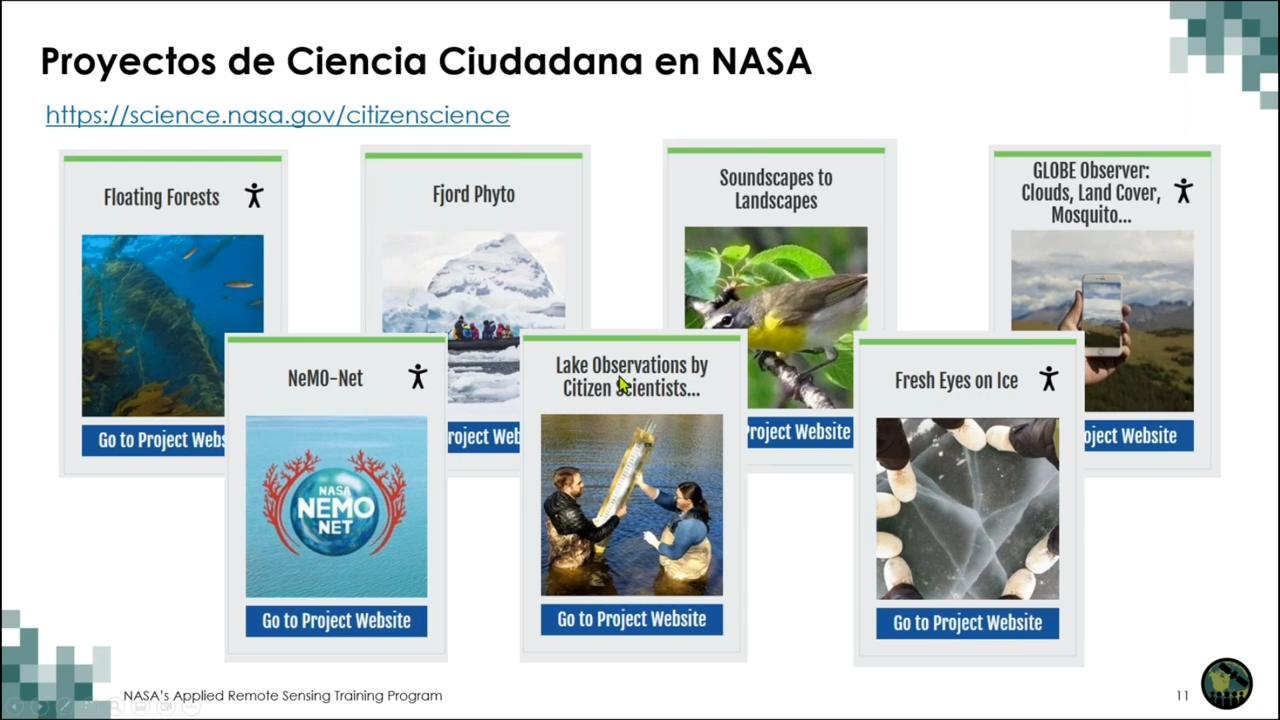 Proyectos de Ciencia Ciudadana en NASA
https://science.nasa.gov/citizenscience
Floating Forests
Go to Project Webs
Fjord Phyto
roject Web
Soundscapes to
Landscapes
Project Website
GLOBE Observer:
Clouds, Land Cover,
Mosquito...
oject Website
NeMO-Net
NASA
NEMO
NET
Go to Project Website
Lake Observations by
Citizen Scientists...
Go to Project Website
Fresh Eyes on Ice
Go to Project Website
NASA's Applied Remote Sensing Training Program
11